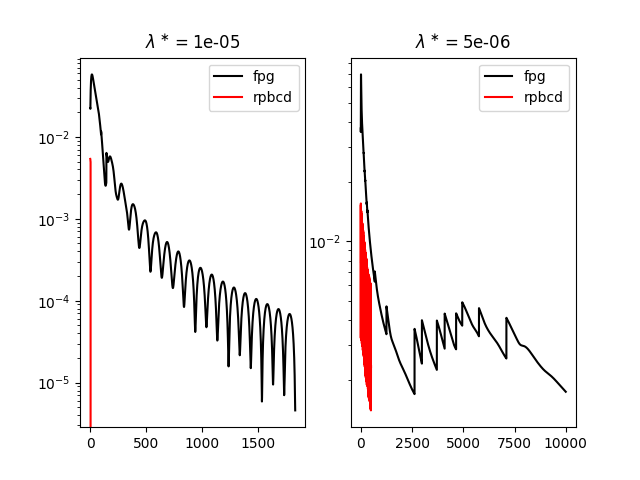 λ * = 1e-05
fpg
rpbcd
10⁻²
10⁻³
10⁻⁴
10⁻⁵
0 500 1000 1500
λ * = 5e-06
fpg
rpbcd
10⁻²
0 2500 5000 7500 10000